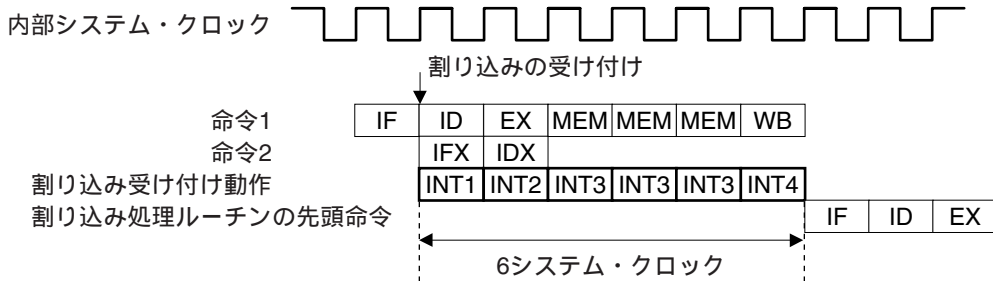 内部システム・クロック
割り込みの受け付け
命令1 IF ID EX MEM MEM MEM WB
命令2 IFX IDX
割り込み受け付け動作 INT1 INT2 INT3 INT3 INT3 INT4
割り込み処理ルーチンの先頭命令 IF ID EX
6システム・クロック